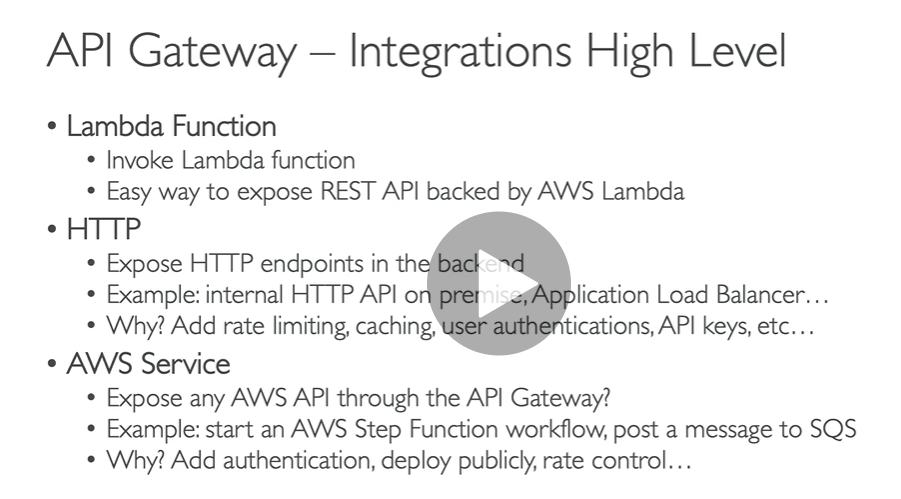 API Gateway – Integrations High Level
• Lambda Function
• Invoke Lambda function
• Easy way to expose REST API backed by AWS Lambda
• HTTP
• Expose HTTP endpoints in the backend
• Example: internal HTTP API on premise, Application Load Balancer…
• Why? Add rate limiting, caching, user authentications, API keys, etc…
• AWS Service
• Expose any AWS API through the API Gateway?
• Example: start an AWS Step Function workflow, post a message to SQS
• Why? Add authentication, deploy publicly, rate control…